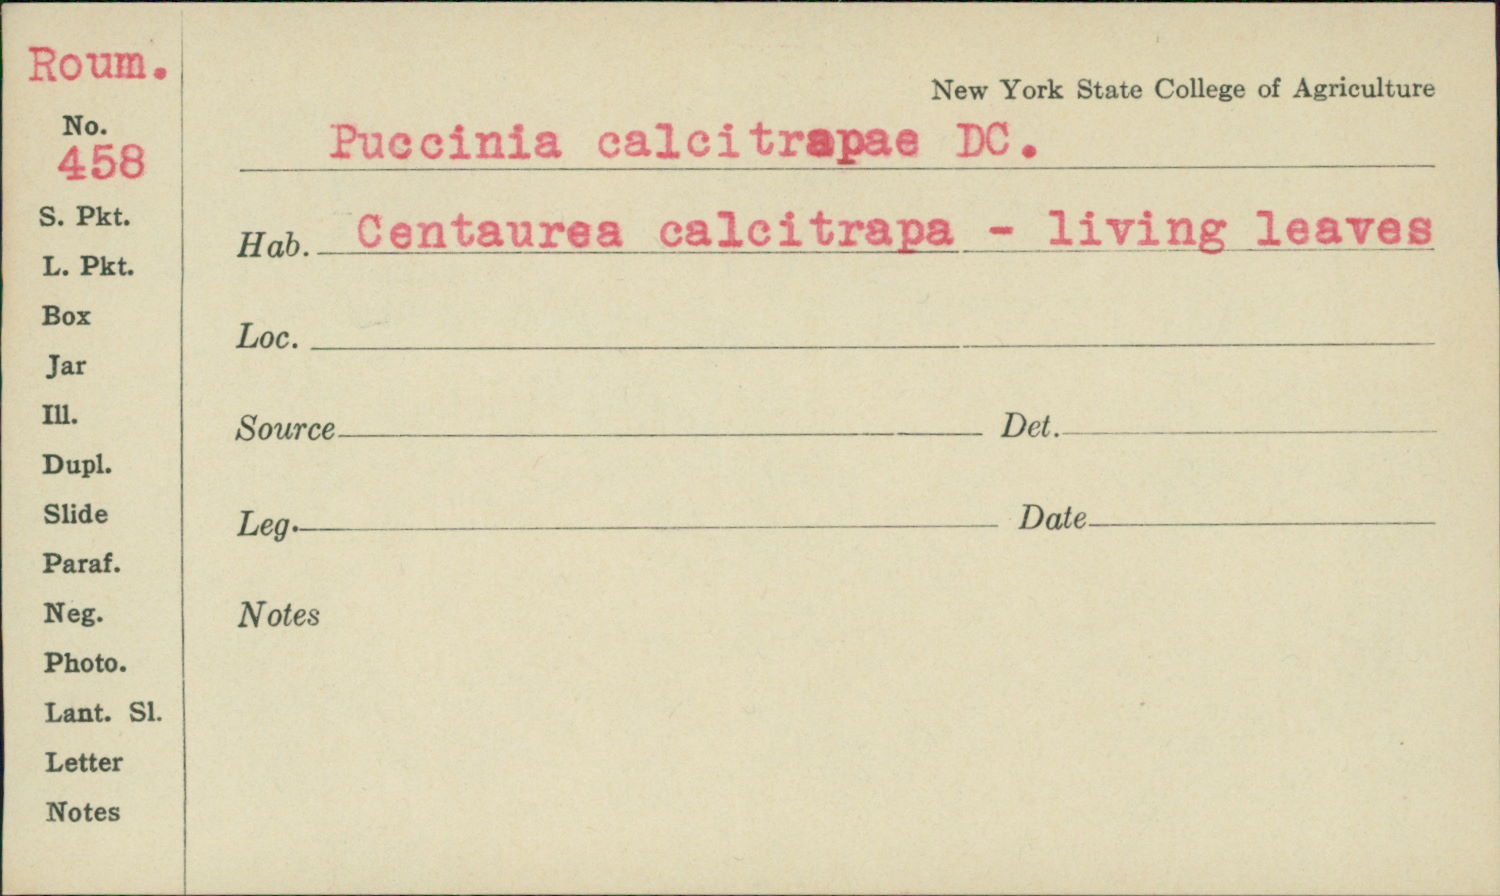 Roum.
No.
458
S. Pkt.
L. Pkt.
Box
Jar
Ill.
Dupl.
Slide
Paraf.
Neg.
Photo.
Lant. Sl.
Letter
Notes
New York State College of Agriculture
Puccinia calcitrapae DC.
Hab. Centaurea calcitrapa - living leaves
Loc.
Source Det.
Leg. Date
Notes